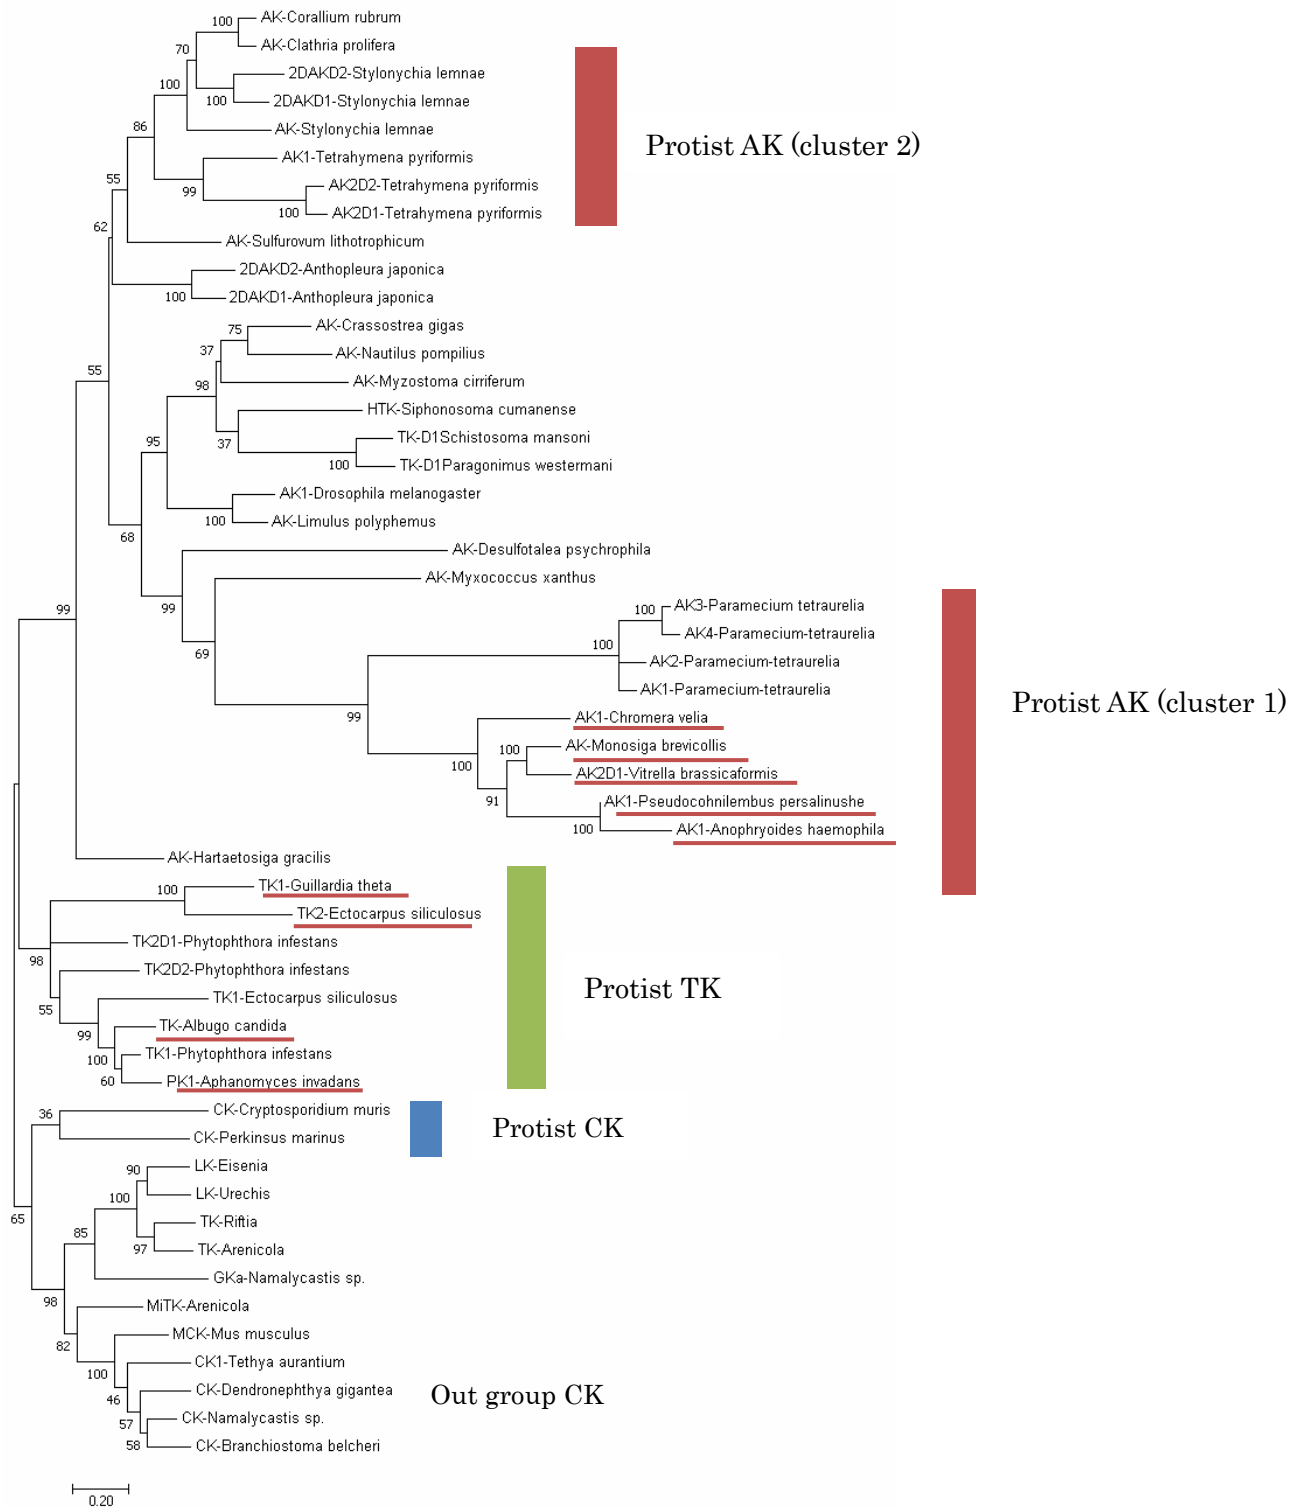 100
AK-Corallium rubrum
AK-Clathria prolifera
70
2DAKD2-Stylonychia lemnae
100
2DAKD1-Stylonychia lemnae
100
AK-Stylonychia lemnae
86
AK1-Tetrahymena pyriformis
99
AK2D2-Tetrahymena pyriformis
100
AK2D1-Tetrahymena pyriformis
55
AK-Sulfurovum lithotrophicum
62
2DAKD2-Anthopleura japonica
100
2DAKD1-Anthopleura japonica
Protist AK (cluster 2)
75
AK-Crassostrea gigas
37
AK-Nautilus pompilius
98
AK-Myzostoma cirriferum
55
HTK-Siphonosoma cumanense
37
TK-D1Schistosoma mansoni
100
TK-D1Paragonimus westermani
95
AK1-Drosophila melanogaster
100
AK-Limulus polyphemus
68
AK-Desulfotalea psychrophila
99
AK-Myxococcus xanthus
99
69
100
AK3-Paramecium tetraurelia
AK4-Paramecium-tetraurelia
100
AK2-Paramecium-tetraurelia
AK1-Paramecium-tetraurelia
99
AK1-Chromera velia
100
100
AK-Monosiga brevicollis
AK2D1-Vitrella brassicaformis
91
AK1-Pseudocohnilembus persalinushe
100
AK1-Anophryoides haemophila
Protist AK (cluster 1)
AK-Hartaetosiga gracilis
100
TK1-Guillardia theta
TK2-Ectocarpus siliculosus
98
TK2D1-Phytophthora infestans
TK2D2-Phytophthora infestans
55
TK1-Ectocarpus siliculosus
99
TK-Albugo candida
100
TK1-Phytophthora infestans
60
PK1-Aphanomyces invadans
Protist TK
36
CK-Cryptosporidium muris
CK-Perkinsus marinus
Protist CK
65
90
LK-Eisenia
100
LK-Urechis
TK-Riftia
97
TK-Arenicola
85
GKa-Namalycastis sp.
98
MiTK-Arenicola
82
MCK-Mus musculus
100
CK1-Tethya aurantium
46
CK-Dendronephthya gigantea
57
CK-Namalycastis sp.
58
CK-Branchiostoma belcheri
Out group CK
0.20